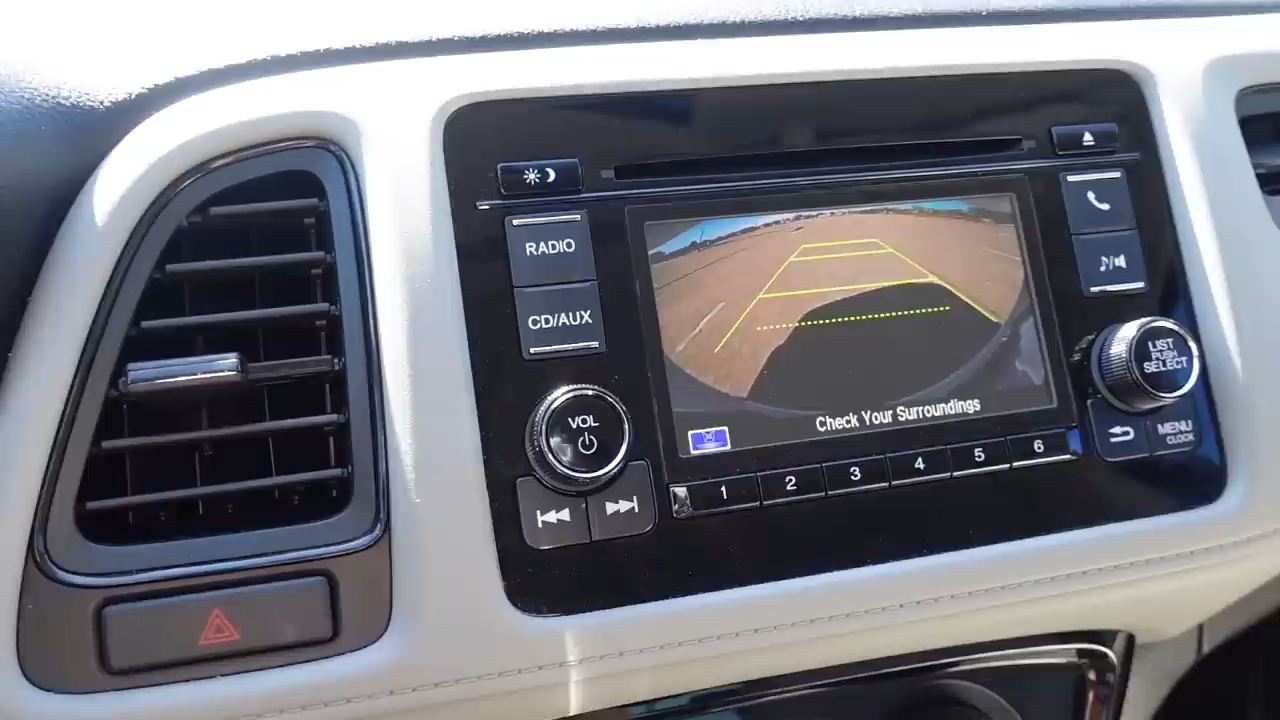 RADIO
CD/AUX
VOL
Check Your Surroundings
1 2 3 4 5 6
LIST
PUSH
SELECT
MENU
CLOCK